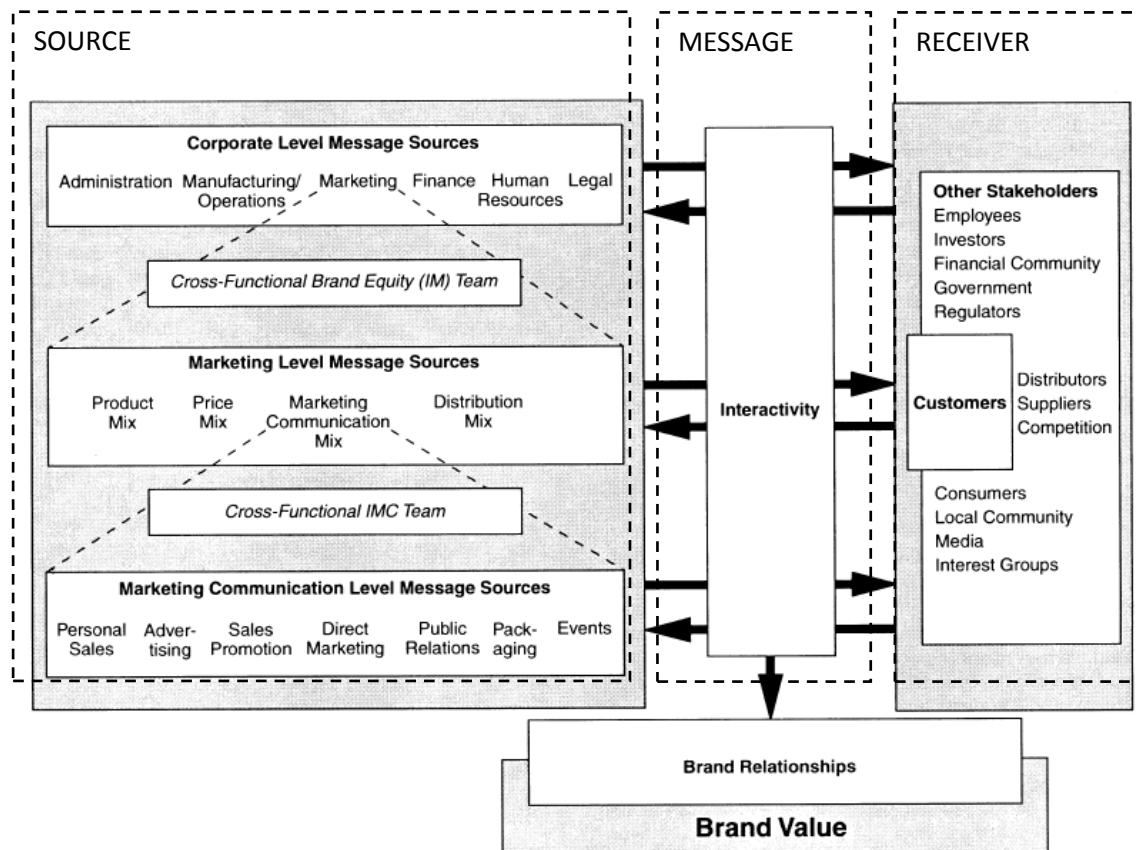 SOURCE
MESSAGE
RECEIVER
Corporate Level Message Sources
Administration Manufacturing/ Marketing Finance Human Legal
Operations Resources
Cross-Functional Brand Equity (IM) Team
Marketing Level Message Sources
Product Price Marketing Distribution
Mix Mix Communication Mix
Mix
Cross-Functional IMC Team
Marketing Communication Level Message Sources
Personal Adver- Sales Direct Public Pack- Events
Sales tising Promotion Marketing Relations aging
Interactivity
Other Stakeholders
Employees
Investors
Financial Community
Government
Regulators
Customers
Distributors
Suppliers
Competition
Consumers
Local Community
Media
Interest Groups
Brand Relationships
Brand Value